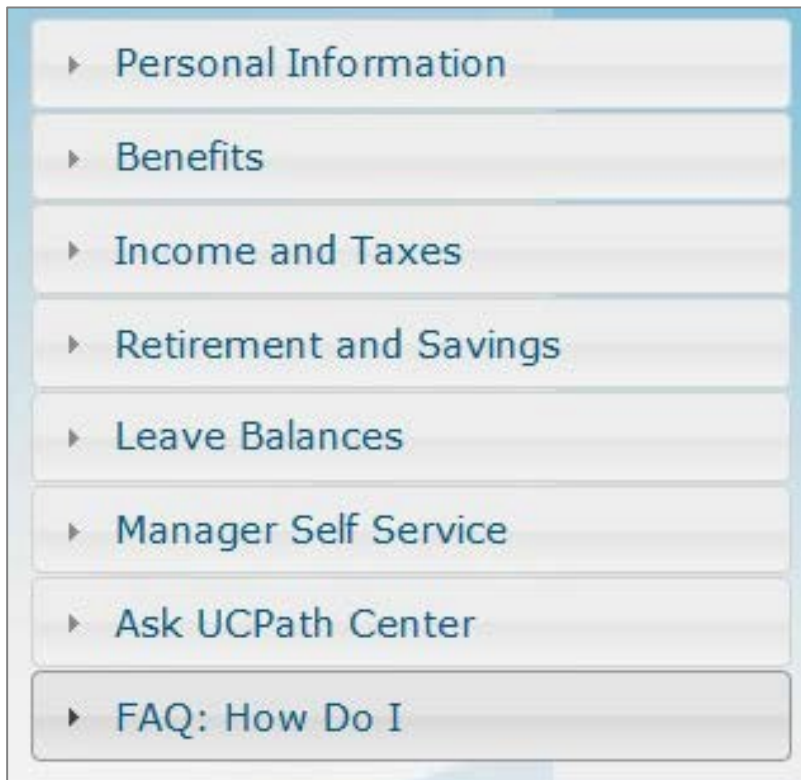 Personal Information
Benefits
Income and Taxes
Retirement and Savings
Leave Balances
Manager Self Service
Ask UCPath Center
FAQ: How Do I